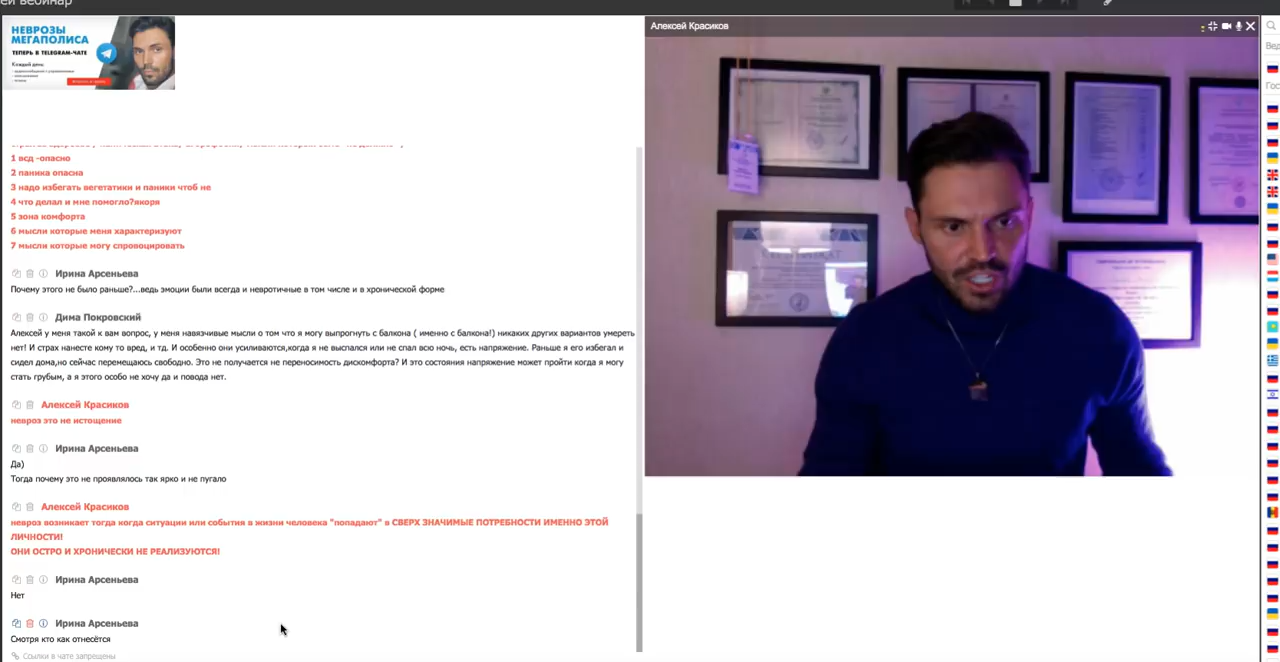 ей вебинар
НЕВРОЗЫ
МЕГАПОЛИСА
ТЕПЕРЬ В TELEGRAM-ЧАТЕ
Каждый день:
1 всд -опасно
2 паника опасна
3 надо избегать вегетатики и паники чтоб не
4 что делал и мне помогло?якоря
5 зона комфорта
6 мысли которые меня характеризуют
7 мысли которые могу спровоцировать
Ирина Арсеньева
Почему этого не было раньше?...ведь эмоции были всегда и невротичные в том числе и в хронической форме
Дима Покровский
Алексей у меня такой к вам вопрос, у меня навязчивые мысли о том что я могу выпрогнуть с балкона ( именно с балкона!) никаких других вариантов умереть
нет! И страх нанесте кому то вред, и тд. И особенно они усиливаются,когда я не выспался или не спал всю ночь, есть напряжение. Раньше я его избегал и
сидел дома,но сейчас перемещаюсь свободно. Это не получается не переносимость дискомфорта? И это состояния напряжение может пройти когда я могу
стать грубым, а я этого особо не хочу да и повода нет.
Алексей Красиков
невроз это не истощение
Ирина Арсеньева
Да)
Тогда почему это не проявлялось так ярко и не пугало
Алексей Красиков
невроз возникает тогда когда ситуации или события в жизни человека "попадают" в СВЕРХ ЗНАЧИМЫЕ ПОТРЕБНОСТИ ИМЕННО ЭТОЙ
ЛИЧНОСТИ!
ОНИ ОСТРО И ХРОНИЧЕСКИ НЕ РЕАЛИЗУЮТСЯ!
Ирина Арсеньева
Нет
Ирина Арсеньева
Смотря кто как отнесётся
Ссылки в чате запрещены
Алексей Красиков
Вед
Гос